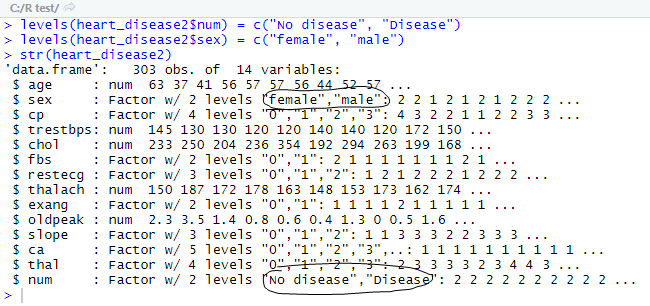 C:/R test/
> levels(heart_disease2$num) = c("No disease", "Disease")
> levels(heart_disease2$sex) = c("female", "male")
> str(heart_disease2)
'data.frame':   303 obs. of  14 variables:
 $ age     : num  63 37 41 56 57 57 56 44 52 57 ...
 $ sex     : Factor w/ 2 levels "female","male": 2 2 1 2 1 2 1 2 2 2 ...
 $ cp      : Factor w/ 4 levels "0","1","2","3": 4 3 2 2 1 1 2 2 3 3 ...
 $ trestbps: num  145 130 130 120 120 140 140 120 172 150 ...
 $ chol    : num  233 250 204 236 354 192 294 263 199 168 ...
 $ fbs     : Factor w/ 2 levels "0","1": 2 1 1 1 1 1 1 1 2 1 ...
 $ restecg : Factor w/ 3 levels "0","1","2": 1 2 1 2 2 2 1 2 2 2 ...
 $ thalach : num  150 187 172 178 163 148 153 173 162 174 ...
 $ exang   : Factor w/ 2 levels "0","1": 1 1 1 1 2 1 1 1 1 1 ...
 $ oldpeak : num  2.3 3.5 1.4 0.8 0.6 0.4 1.3 0 0.5 1.6 ...
 $ slope   : Factor w/ 3 levels "0","1","2": 1 1 3 3 3 2 2 3 3 3 ...
 $ ca      : Factor w/ 5 levels "0","1","2","3",..: 1 1 1 1 1 1 1 1 1 1 ...
 $ thal    : Factor w/ 4 levels "0","1","2","3": 2 3 3 3 3 2 3 4 4 3 ...
 $ num     : Factor w/ 2 levels "No disease","Disease": 2 2 2 2 2 2 2 2 2 2 ...
>